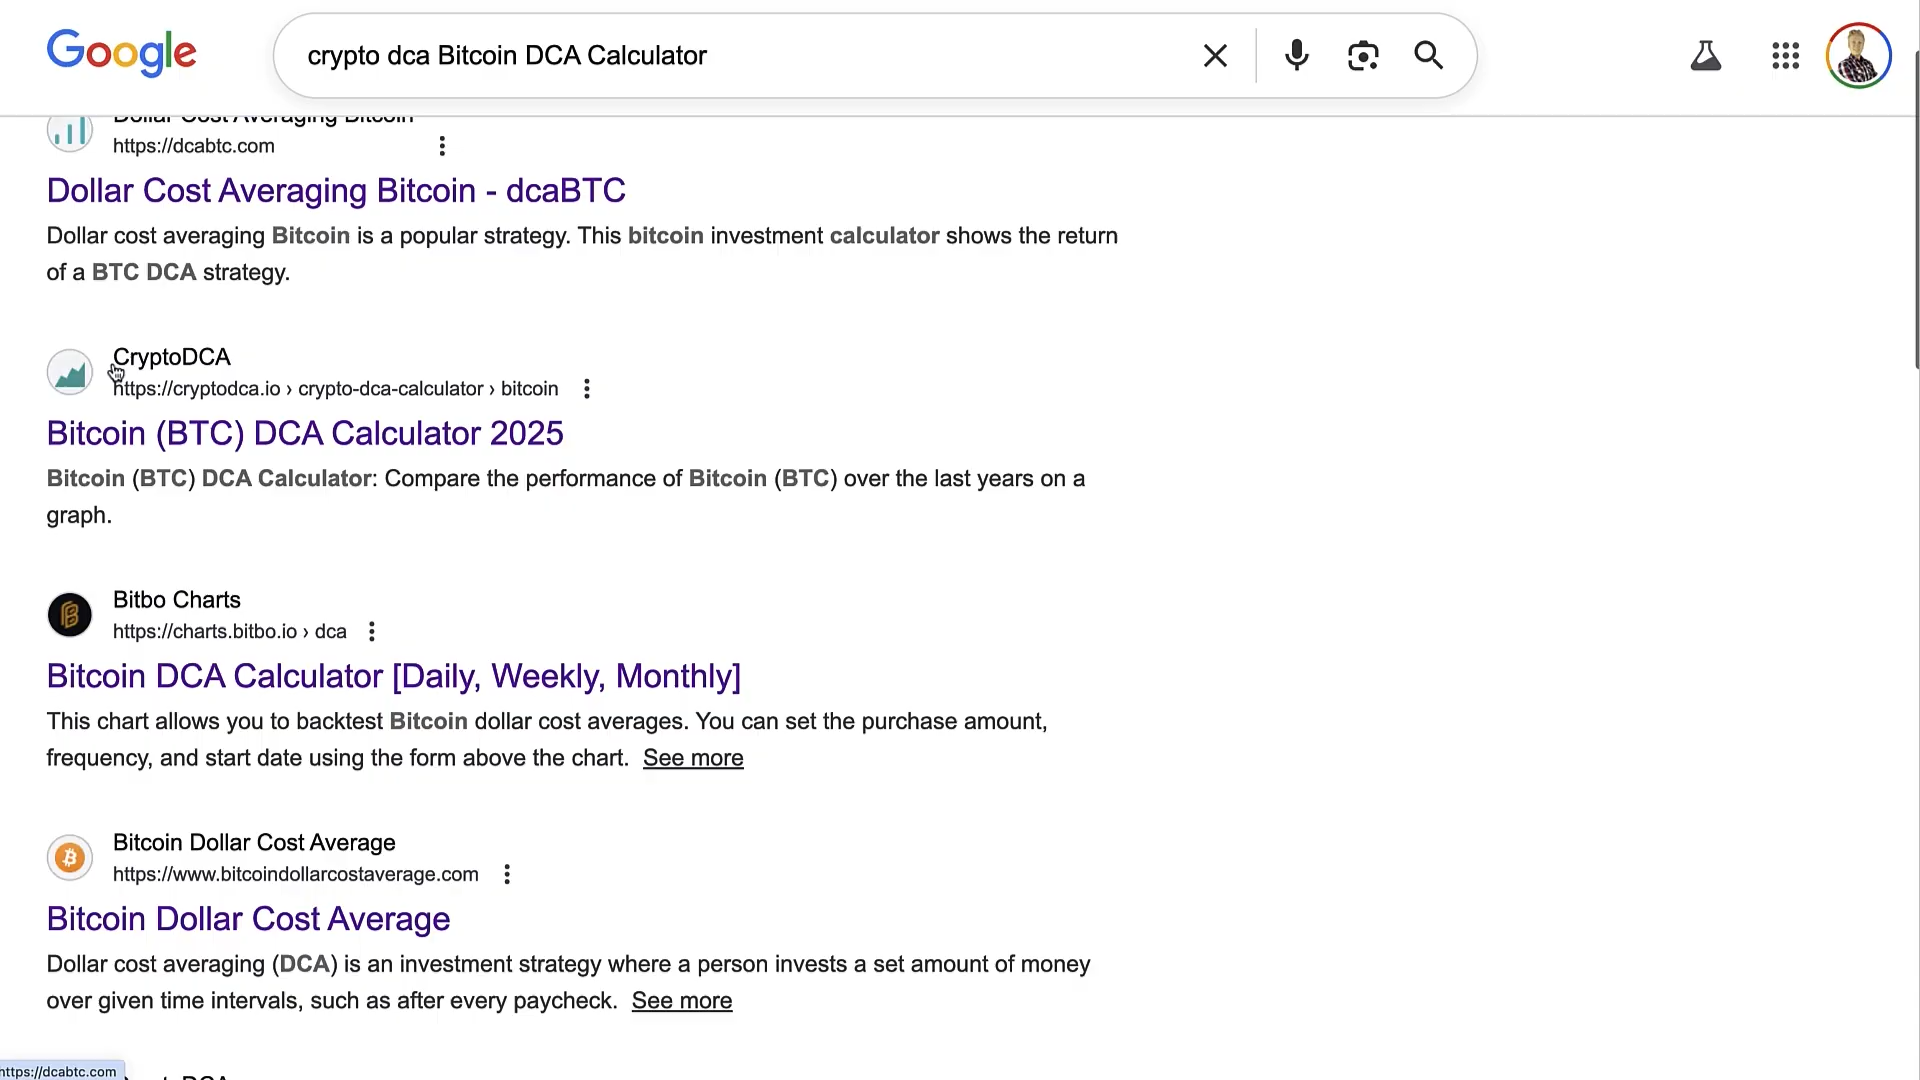 Google
crypto dca Bitcoin DCA Calculator
Dollar Cost Averaging Bitcoin
https://dcabtc.com
Dollar Cost Averaging Bitcoin - dcaBTC
Dollar cost averaging Bitcoin is a popular strategy. This bitcoin investment calculator shows the return
of a BTC DCA strategy.
CryptoDCA
https://cryptodca.io › crypto-dca-calculator › bitcoin
Bitcoin (BTC) DCA Calculator 2025
Bitcoin (BTC) DCA Calculator: Compare the performance of Bitcoin (BTC) over the last years on a
graph.
Bitbo Charts
https://charts.bitbo.io › dca
Bitcoin DCA Calculator [Daily, Weekly, Monthly]
This chart allows you to backtest Bitcoin dollar cost averages. You can set the purchase amount,
frequency, and start date using the form above the chart. See more
Bitcoin Dollar Cost Average
https://www.bitcoindollarcostaverage.com
Bitcoin Dollar Cost Average
Dollar cost averaging (DCA) is an investment strategy where a person invests a set amount of money
over given time intervals, such as after every paycheck. See more
https://dcabtc.com